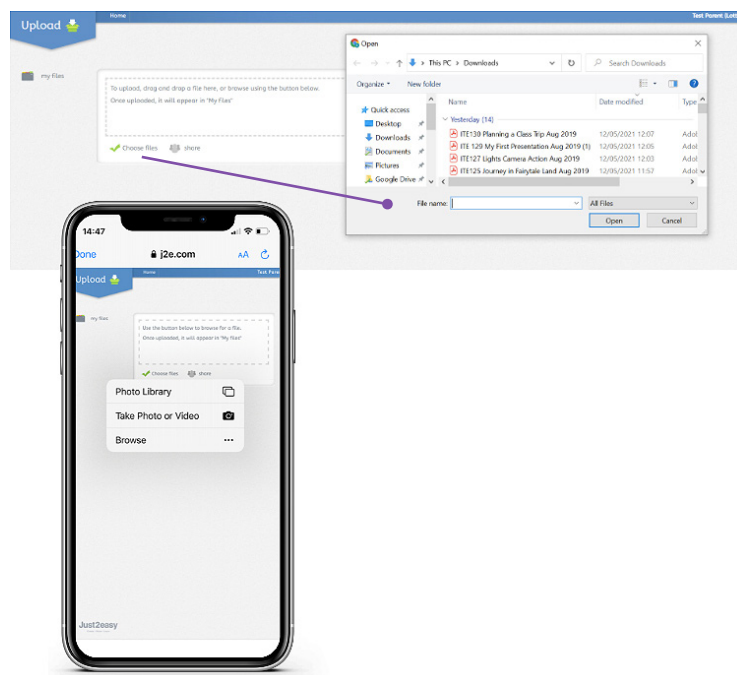 Home
Test Parent (Lott
Upload
my files
To upload, drag and drop a file here, or browse using the button below.
Once uploaded, it will appear in "My Files"
Choose files share
Open
This PC > Downloads
Search Downloads
Organize New folder
Name Date modified Type
Quick access
Desktop
Downloads
Documents
Pictures
Google Drive
Yesterday (14)
ITE130 Planning a Class Trip Aug 2019 12/05/2021 12:07 Adol
ITE 129 My First Presentation Aug 2019 (1) 12/05/2021 12:05 Adol
ITE127 Lights Camera Action Aug 2019 12/05/2021 12:03 Adol
ITE125 Journey in Fairytale Land Aug 2019 12/05/2021 11:57 Adol
File name: All Files
Open Cancel
14:47
Done j2e.com AA
Home Test Pare
Upload
my files
Use the button below to browse for a file.
Once uploaded, it will appear in "My Files"
Choose files share
Photo Library
Take Photo or Video
Browse
Just2easy